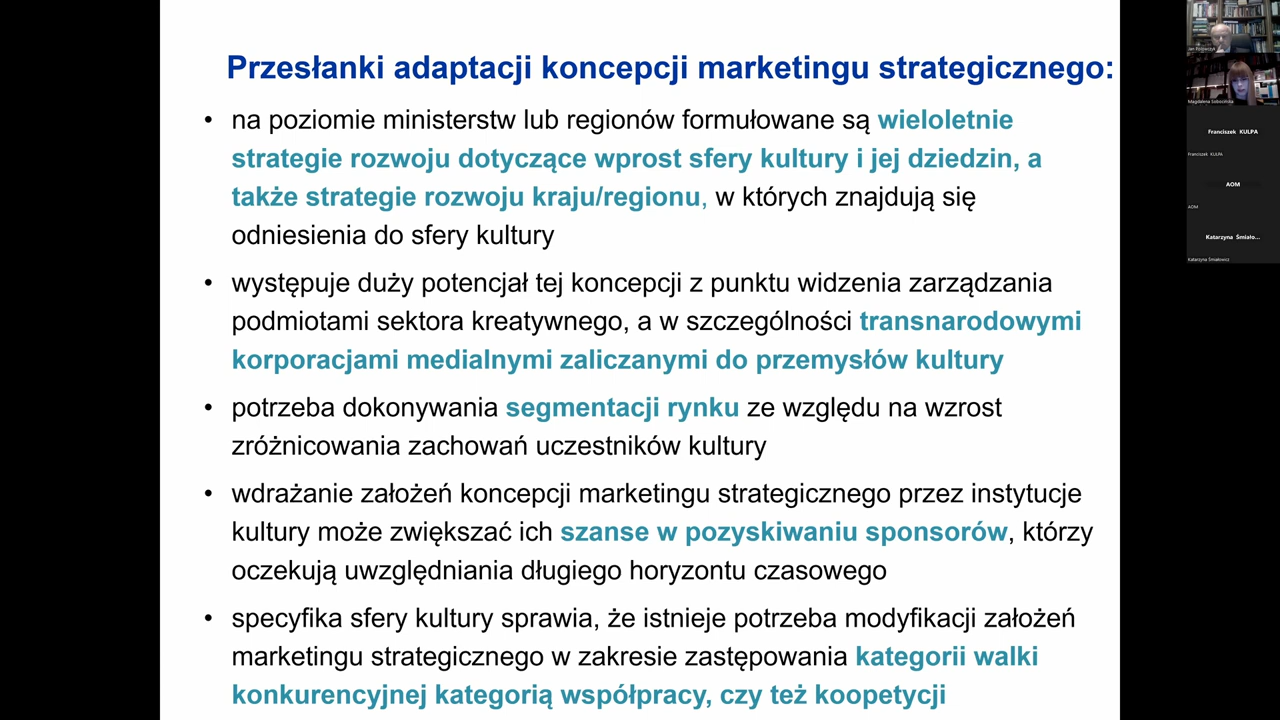 Przesłanki adaptacji koncepcji marketingu strategicznego:
• na poziomie ministerstw lub regionów formułowane są wieloletnie
strategie rozwoju dotyczące wprost sfery kultury i jej dziedzin, a
także strategie rozwoju kraju/regionu, w których znajdują się
odniesienia do sfery kultury
• występuje duży potencjał tej koncepcji z punktu widzenia zarządzania
podmiotami sektora kreatywnego, a w szczególności transnarodowymi
korporacjami medialnymi zaliczanymi do przemysłów kultury
• potrzeba dokonywania segmentacji rynku ze względu na wzrost
zróżnicowania zachowań uczestników kultury
• wdrażanie założeń koncepcji marketingu strategicznego przez instytucje
kultury może zwiększać ich szanse w pozyskiwaniu sponsorów, którzy
oczekują uwzględniania długiego horyzontu czasowego
• specyfika sfery kultury sprawia, że istnieje potrzeba modyfikacji założeń
marketingu strategicznego w zakresie zastępowania kategorii walki
konkurencyjnej kategorią współpracy, czy też koopetycji
Magdalena Sobocińska
Franciszek KULPA
Franciszek KULPA
AOM
AOM
Katarzyna Śmiało...
Katarzyna Śmiałowicz